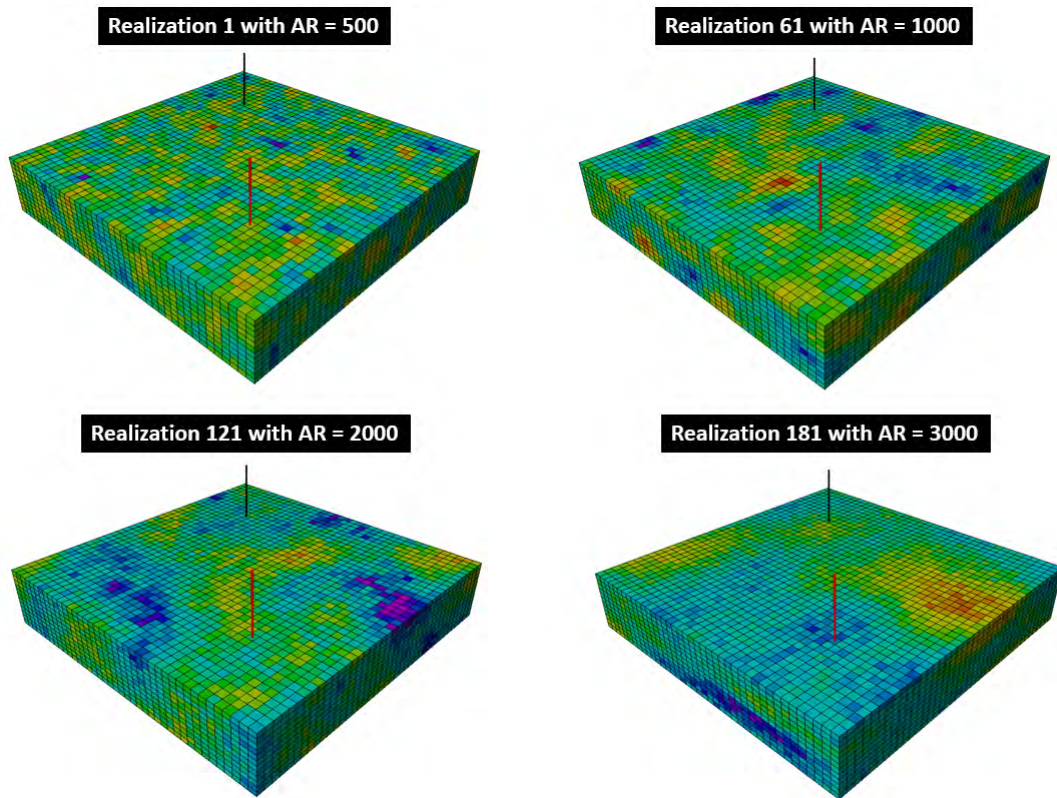 Realization 1 with AR = 500
Realization 61 with AR = 1000
Realization 121 with AR = 2000
Realization 181 with AR = 3000